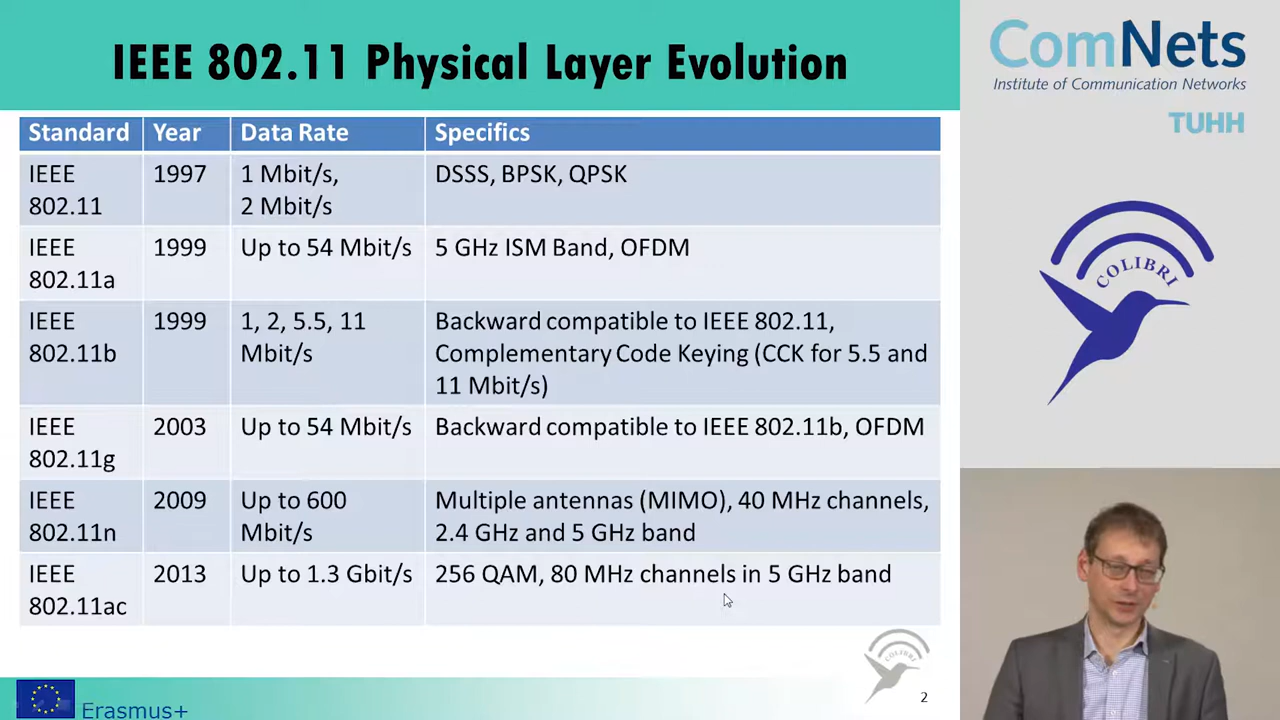 IEEE 802.11 Physical Layer Evolution
ComNets
Institute of Communication Networks
TUHH
Standard Year Data Rate Specifics
IEEE 802.11 1997 1 Mbit/s, 2 Mbit/s DSSS, BPSK, QPSK
IEEE 802.11a 1999 Up to 54 Mbit/s 5 GHz ISM Band, OFDM
IEEE 802.11b 1999 1, 2, 5.5, 11 Mbit/s Backward compatible to IEEE 802.11, Complementary Code Keying (CCK for 5.5 and 11 Mbit/s)
IEEE 802.11g 2003 Up to 54 Mbit/s Backward compatible to IEEE 802.11b, OFDM
IEEE 802.11n 2009 Up to 600 Mbit/s Multiple antennas (MIMO), 40 MHz channels, 2.4 GHz and 5 GHz band
IEEE 802.11ac 2013 Up to 1.3 Gbit/s 256 QAM, 80 MHz channels in 5 GHz band
COLIBRI
COLIBRI
2
Erasmus+